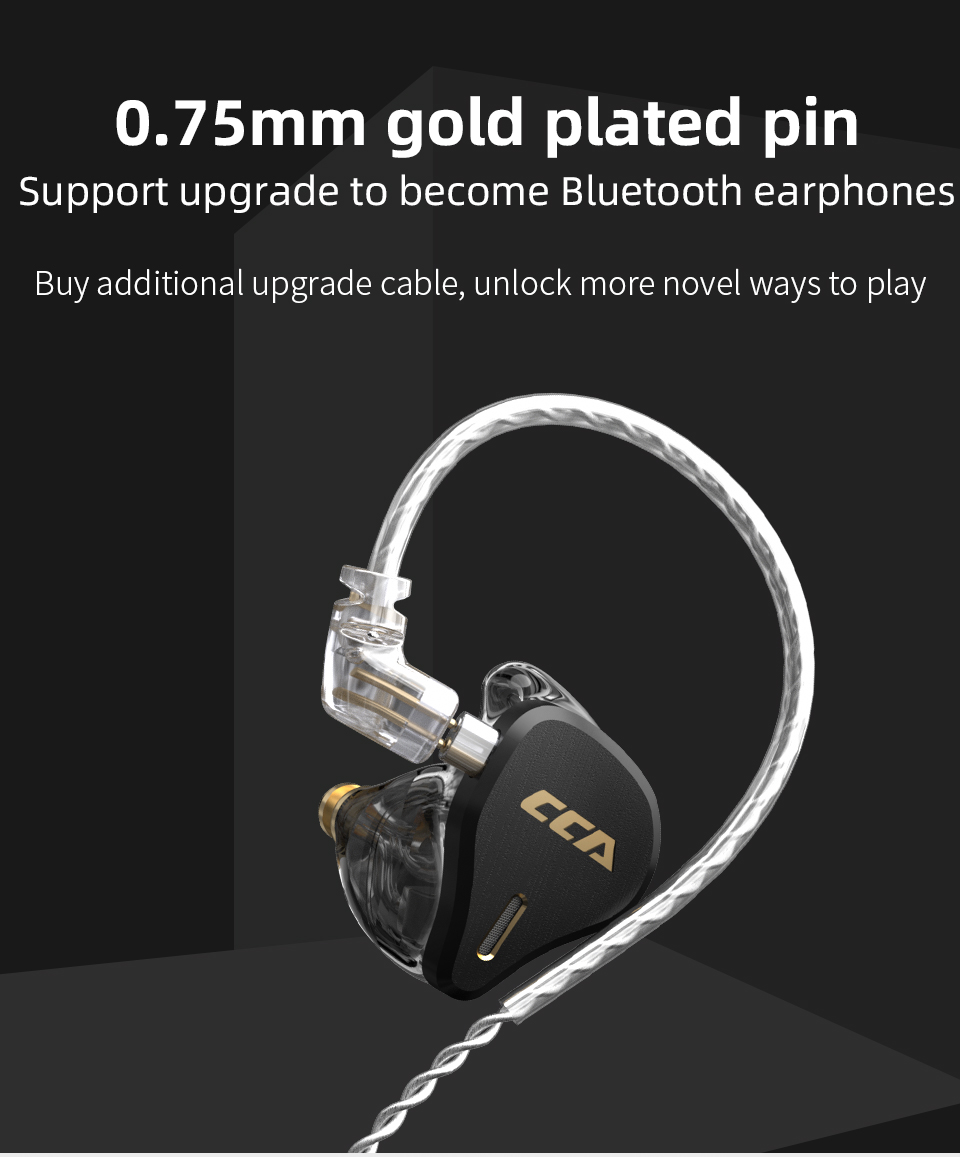 0.75mm gold plated pin
Support upgrade to become Bluetooth earphones
Buy additional upgrade cable, unlock more novel ways to play
CCA